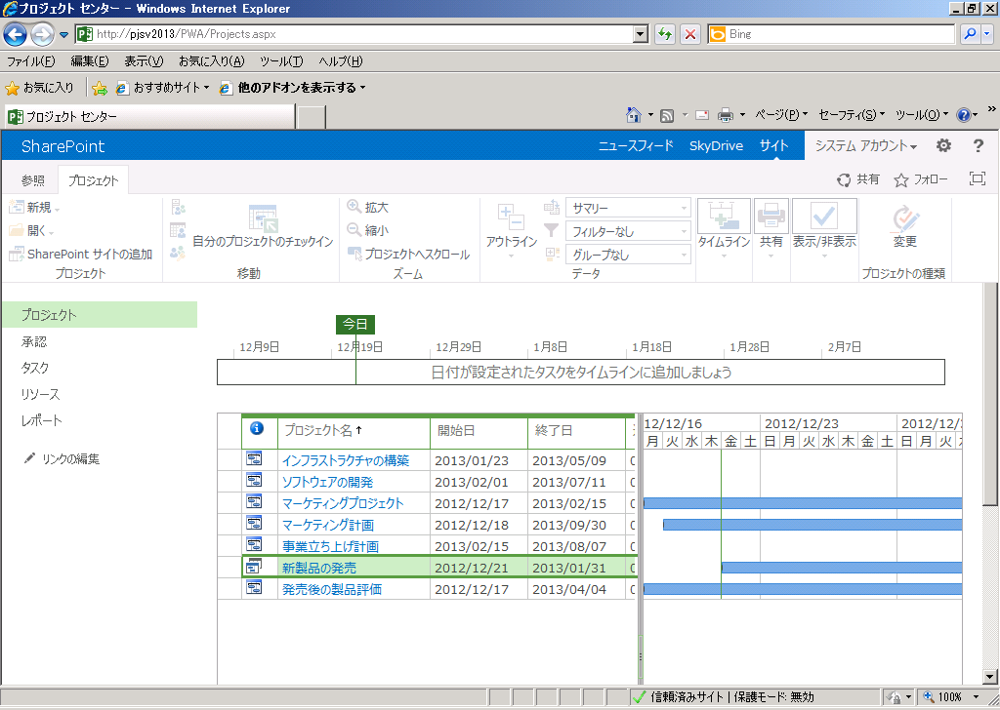 プロジェクト センター - Windows Internet Explorer
http://pjsv2013/PWA/Projects.aspx
Bing
ファイル(F) 編集(E) 表示(V) お気に入り(A) ツール(T) ヘルプ(H)
お気に入り おすすめサイト 他のアドオンを表示する
プロジェクト センター ページ(P) セーフティ(S) ツール(O) »
SharePoint ニュースフィード SkyDrive サイト システム アカウント ?
参照 プロジェクト 共有 フォロー
新規
開く
SharePoint サイトの追加
プロジェクト
自分のプロジェクトのチェックイン
移動
拡大
縮小
プロジェクトへスクロール
ズーム
アウトライン
サマリー
フィルターなし
グループなし
データ
タイムライン
共有
表示/非表示
変更
プロジェクトの種類
プロジェクト
承認
タスク
リソース
レポート
リンクの編集
今日
12月9日 12月19日 12月29日 1月8日 1月18日 1月28日 2月7日
日付が設定されたタスクをタイムラインに追加しましょう
プロジェクト名↑ 開始日 終了日
12/12/16 2012/12/23 2012/12/
月 火 水 木 金 土 日 月 火 水 木 金 土 日 月 火
インフラストラクチャの構築 2013/01/23 2013/05/09
ソフトウェアの開発 2013/02/01 2013/07/11
マーケティングプロジェクト 2012/12/17 2013/02/15
マーケティング計画 2012/12/18 2013/09/30
事業立ち上げ計画 2013/02/15 2013/08/07
新製品の発売 2012/12/21 2013/01/31
発売後の製品評価 2012/12/17 2013/04/04
信頼済みサイト | 保護モード: 無効 100%